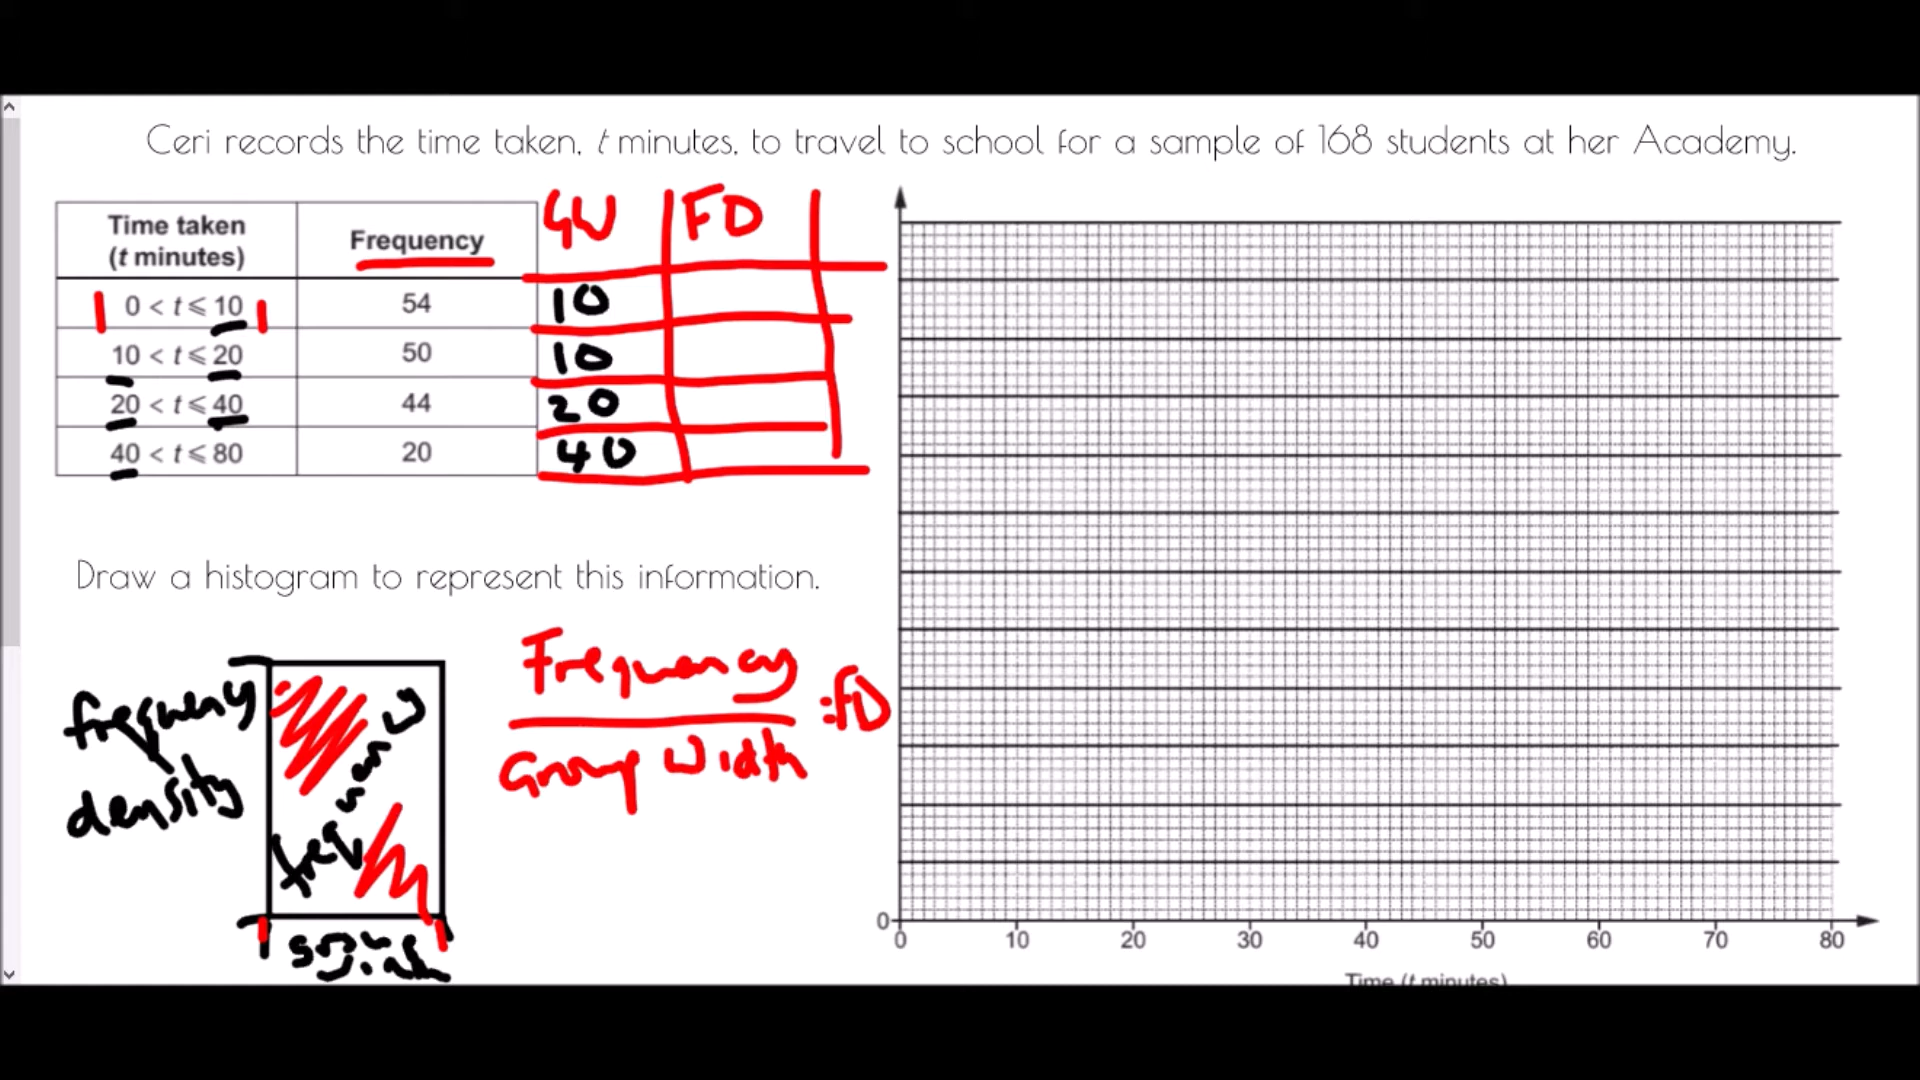 Ceri records the time taken, t minutes, to travel to school for a sample of 168 students at her Academy.
Time taken
(t minutes)
Frequency
GW
FD
0 < t ⩽ 10
54
10
10 < t ⩽ 20
50
10
20 < t ⩽ 40
44
20
40 < t ⩽ 80
20
40
Draw a histogram to represent this information.
frequency
density
frequency
Frequency
Group Width
=FD
0
0 10 20 30 40 50 60 70 80
Time (t minutes)